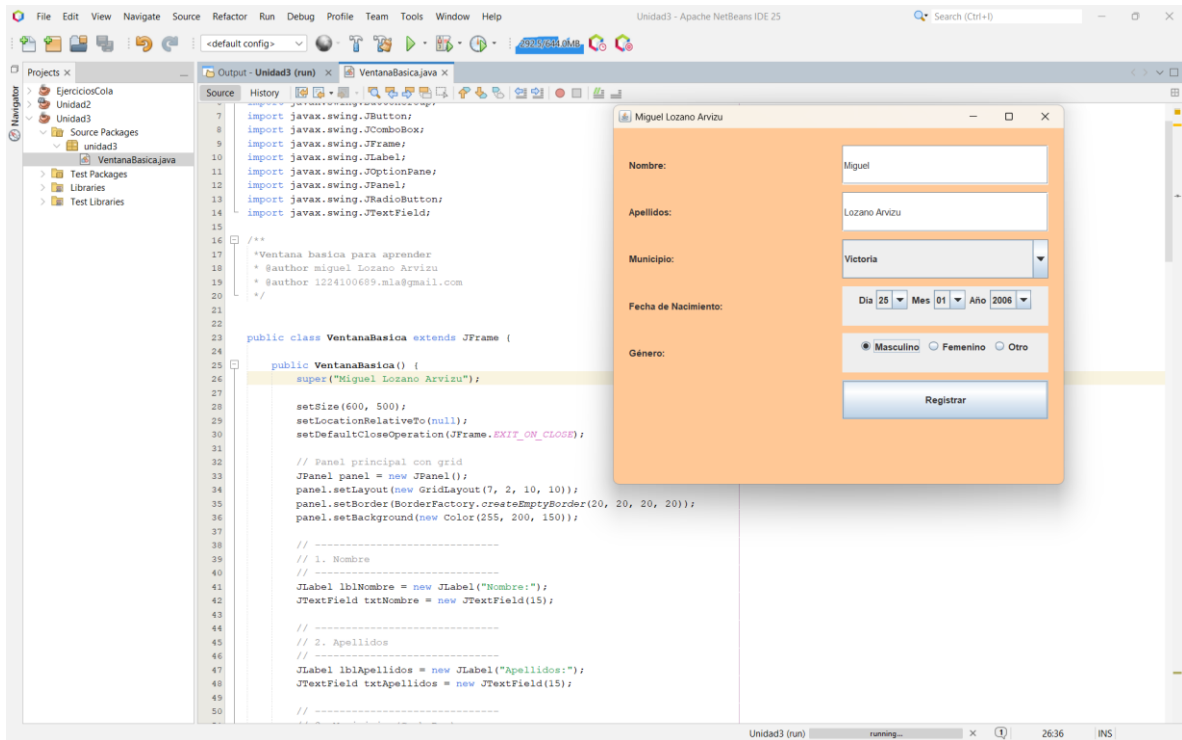 File Edit View Navigate Source Refactor Run Debug Profile Team Tools Window Help
Unidad3 - Apache NetBeans IDE 25
Search (Ctrl+I)
<default config>
Projects
Output - Unidad3 (run)
VentanaBasica.java
Navigator
EjerciciosCola
Unidad2
Unidad3
Source Packages
unidad3
VentanaBasica.java
Test Packages
Libraries
Test Libraries
Source History
7 import javax.swing.JButton;
8 import javax.swing.JComboBox;
9 import javax.swing.JFrame;
10 import javax.swing.JLabel;
11 import javax.swing.JOptionPane;
12 import javax.swing.JPanel;
13 import javax.swing.JRadioButton;
14 import javax.swing.JTextField;
15
16 /**
17 *Ventana basica para aprender
18 * @author miguel Lozano Arvizu
19 * @author 1224100689.mla@gmail.com
20 */
21
22
23 public class VentanaBasica extends JFrame {
24
25 public VentanaBasica() {
26 super("Miguel Lozano Arvizu");
27
28 setSize(600, 500);
29 setLocationRelativeTo(null);
30 setDefaultCloseOperation(JFrame.EXIT_ON_CLOSE);
31
32 // Panel principal con grid
33 JPanel panel = new JPanel();
34 panel.setLayout(new GridLayout(7, 2, 10, 10));
35 panel.setBorder(BorderFactory.createEmptyBorder(20, 20, 20, 20));
36 panel.setBackground(new Color(255, 200, 150));
37
38 // ------------------------------
39 // 1. Nombre
40 // ------------------------------
41 JLabel lblNombre = new JLabel("Nombre:");
42 JTextField txtNombre = new JTextField(15);
43
44 // ------------------------------
45 // 2. Apellidos
46 // ------------------------------
47 JLabel lblApellidos = new JLabel("Apellidos:");
48 JTextField txtApellidos = new JTextField(15);
49
50 // ------------------------------
Miguel Lozano Arvizu
Nombre: Miguel
Apellidos: Lozano Arvizu
Municipio: Victoria
Fecha de Nacimiento: Dia 25 Mes 01 Año 2006
Género: Masculino Femenino Otro
Registrar
Unidad3 (run) running... 26:36 INS